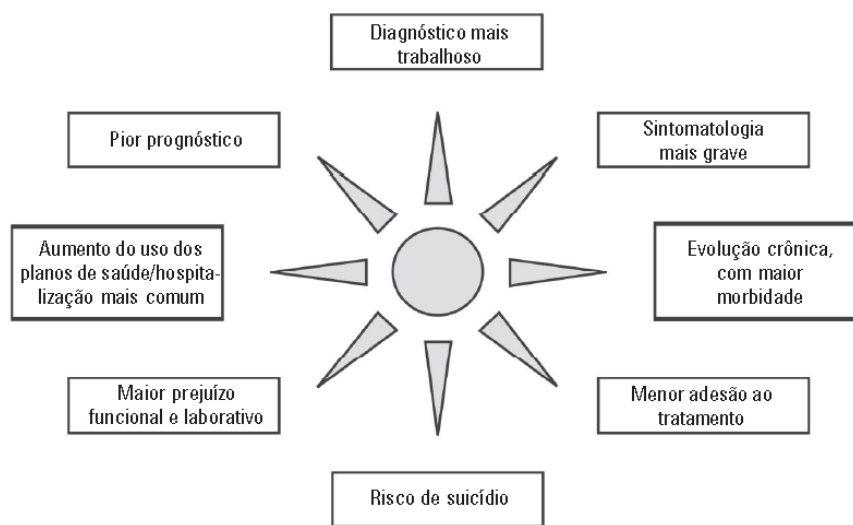 Diagnóstico mais
trabalhoso
Pior prognóstico
Sintomatologia
mais grave
Aumento do uso dos
planos de saúde/hospita-
lização mais comum
Evolução crônica,
com maior
morbidade
Maior prejuízo
funcional e laborativo
Menor adesão ao
tratamento
Risco de suicídio